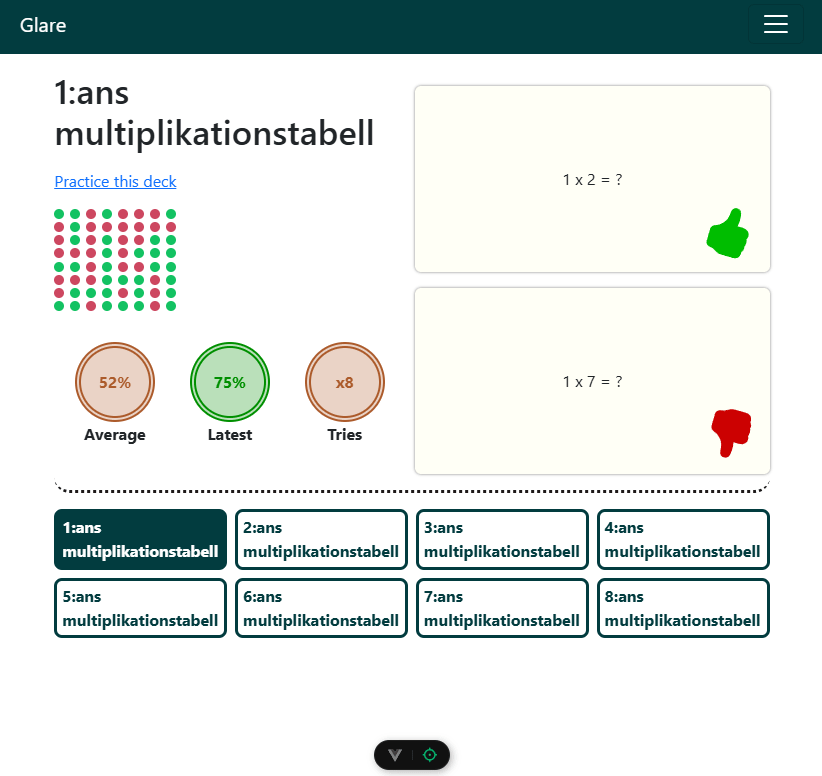 Glare
1:ans
multiplikationstabell
Practice this deck
1 x 2 = ?
1 x 7 = ?
52%
75%
x8
Average
Latest
Tries
1:ans
multiplikationstabell
2:ans
multiplikationstabell
3:ans
multiplikationstabell
4:ans
multiplikationstabell
5:ans
multiplikationstabell
6:ans
multiplikationstabell
7:ans
multiplikationstabell
8:ans
multiplikationstabell